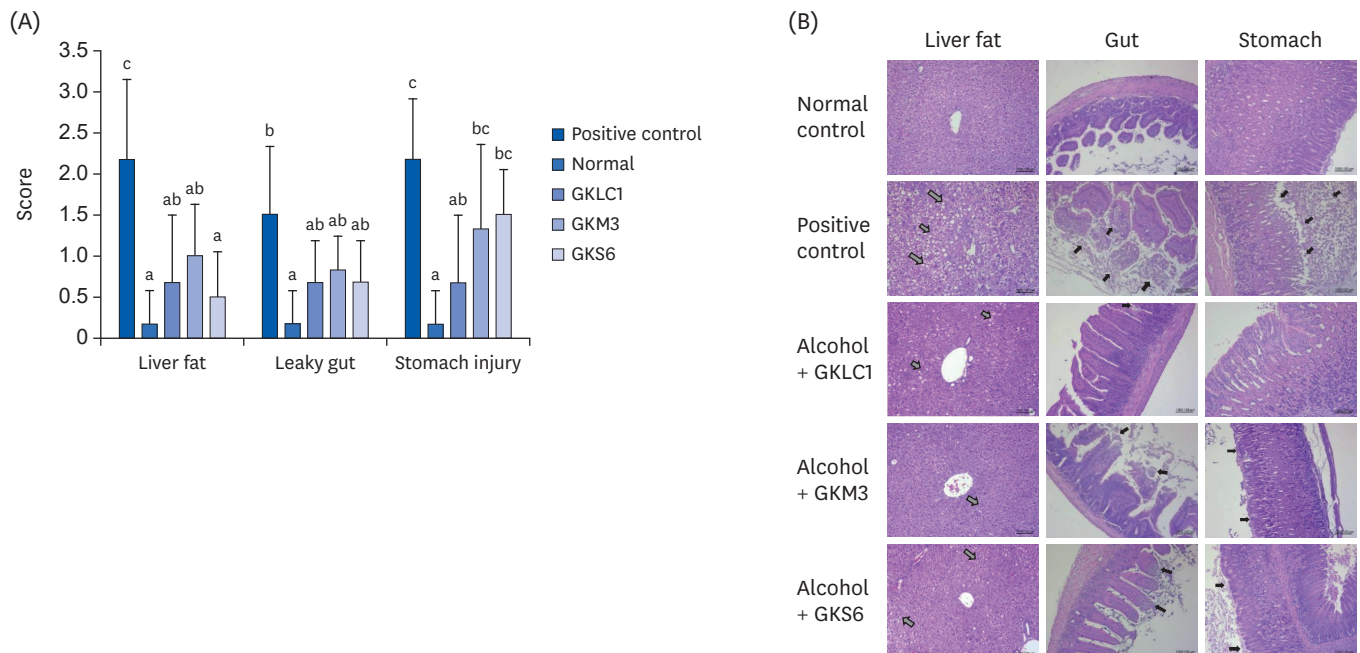 (A)
Score
3.5
3.0
2.5
2.0
1.5
1.0
0.5
0
c
a
ab
ab
a
b
a
ab
ab
ab
c
a
ab
bc
bc
Liver fat
Leaky gut
Stomach injury
Positive control
Normal
GKLC1
GKM3
GKS6
(B)
Liver fat
Gut
Stomach
Normal
control
Positive
control
Alcohol
+ GKLC1
Alcohol
+ GKM3
Alcohol
+ GKS6